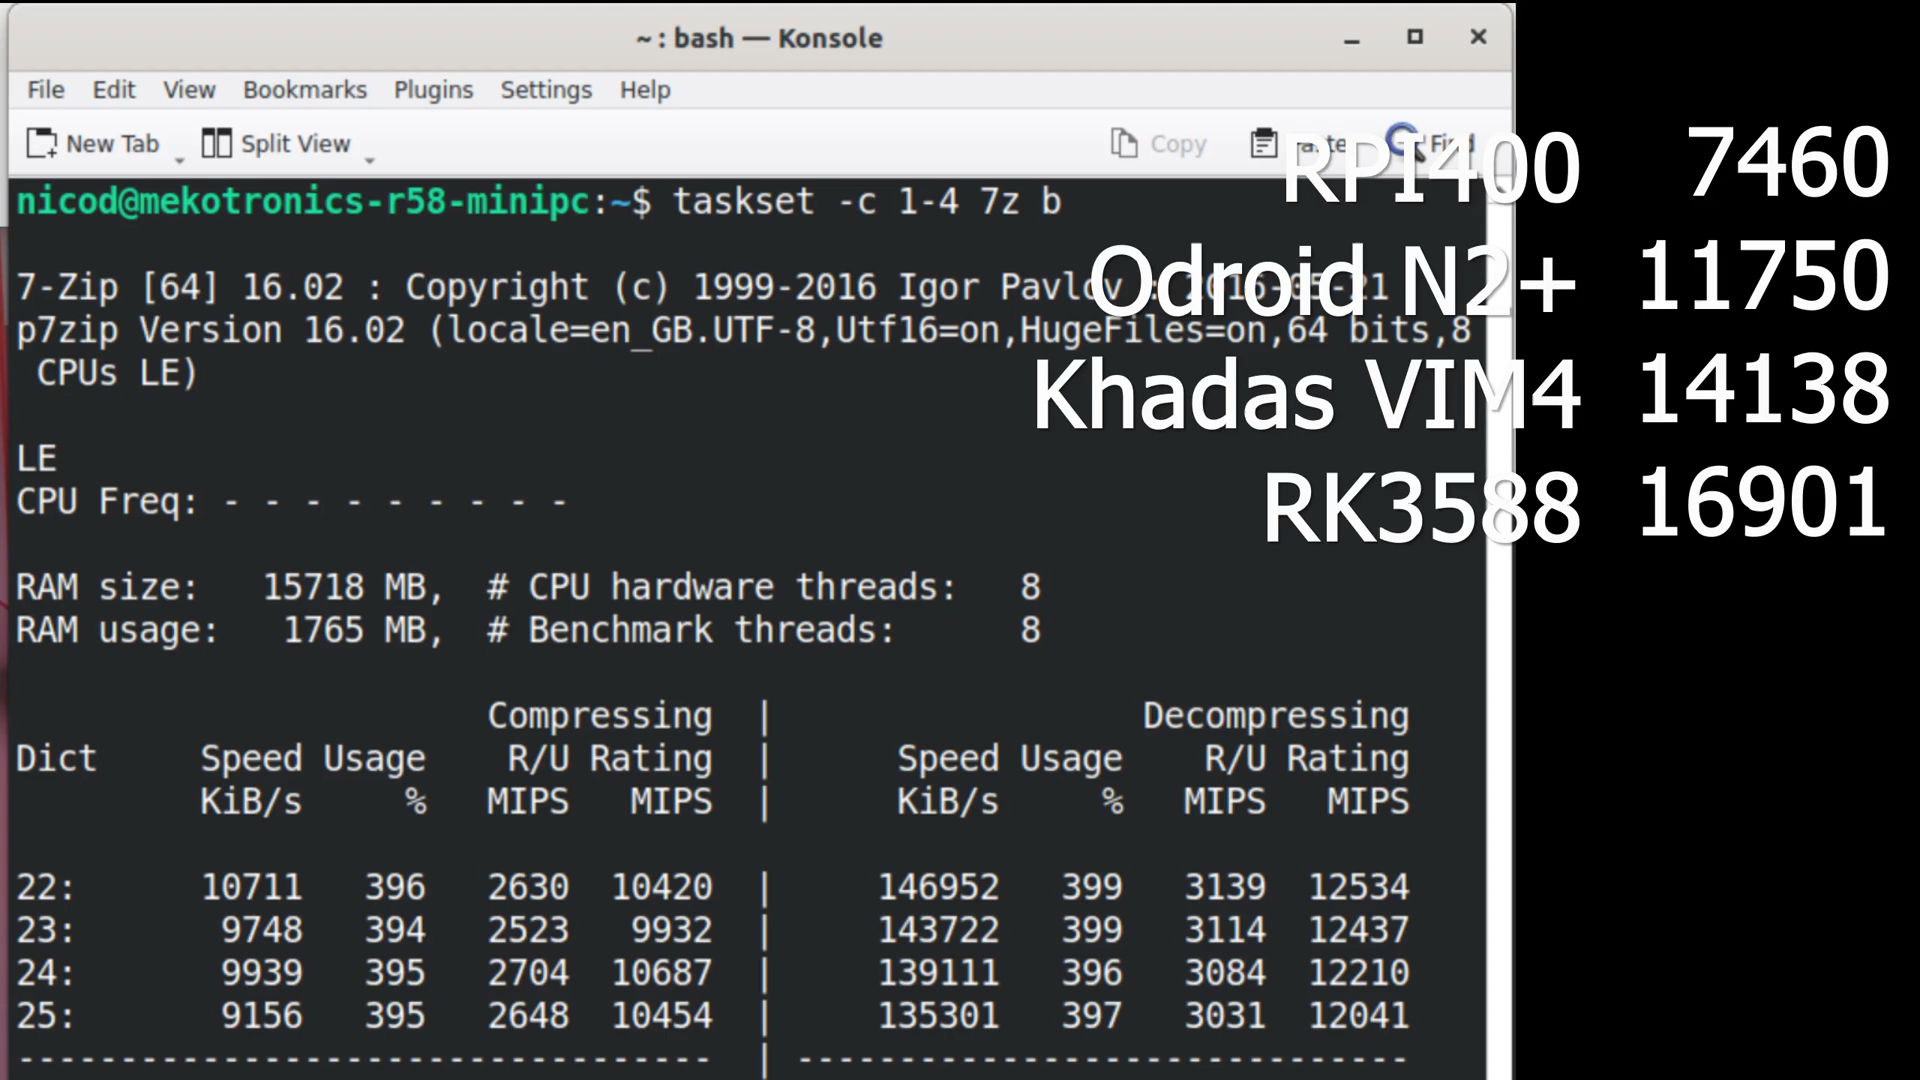 ~ : bash — Konsole
File Edit View Bookmarks Plugins Settings Help
New Tab Split View Copy Paste Find
RPI400 7460
nicod@mekotronics-r58-minipc:~$ taskset -c 1-4 7z b
Odroid N2+ 11750
7-Zip [64] 16.02 : Copyright (c) 1999-2016 Igor Pavlov : 2016-05-21
p7zip Version 16.02 (locale=en_GB.UTF-8,Utf16=on,HugeFiles=on,64 bits,8
CPUs LE)
Khadas VIM4 14138
LE
CPU Freq: - - - - - - - - -
RK3588 16901
RAM size: 15718 MB, # CPU hardware threads: 8
RAM usage: 1765 MB, # Benchmark threads: 8
Compressing | Decompressing
Dict Speed Usage R/U Rating | Speed Usage R/U Rating
KiB/s % MIPS MIPS | KiB/s % MIPS MIPS
22: 10711 396 2630 10420 | 146952 399 3139 12534
23: 9748 394 2523 9932 | 143722 399 3114 12437
24: 9939 395 2704 10687 | 139111 396 3084 12210
25: 9156 395 2648 10454 | 135301 397 3031 12041
---------------------------------- | ------------------------------